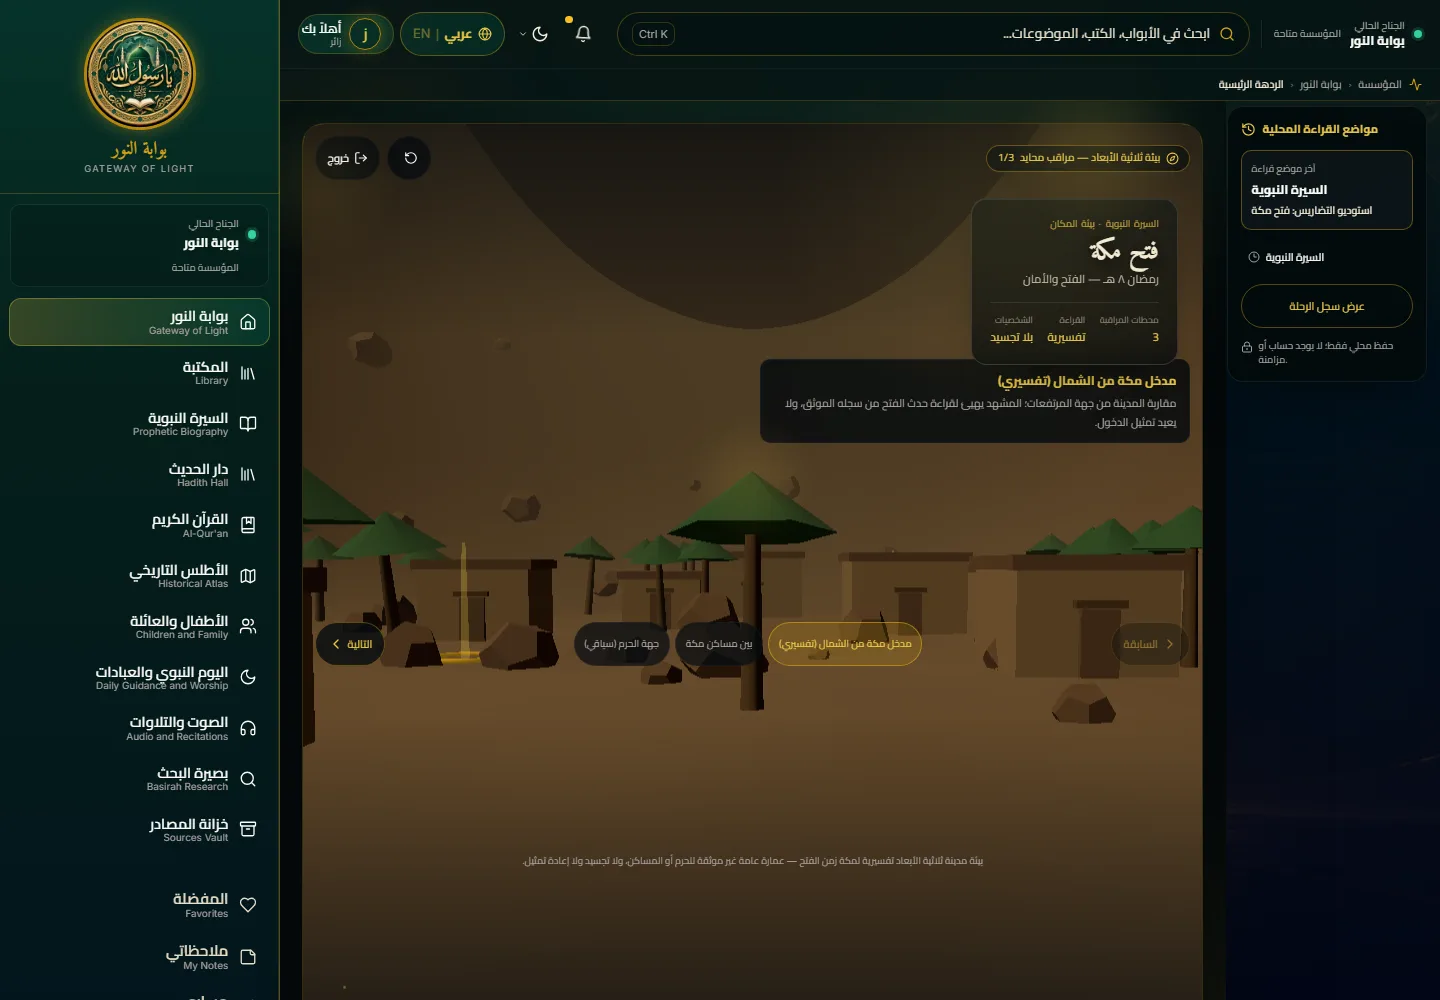 الجناح الحالي
بوابة النور
المؤسسة متاحة
ابحث في الأبواب، الكتب، الموضوعات...
Ctrl K
عربي | EN
ز
أهلاً بك
زائر
المؤسسة ‹ بوابة النور ‹ الردهة الرئيسية
يا رسول الله
بوابة النور
GATEWAY OF LIGHT
الجناح الحالي
بوابة النور
المؤسسة متاحة
بوابة النور
Gateway of Light
المكتبة
Library
السيرة النبوية
Prophetic Biography
دار الحديث
Hadith Hall
القرآن الكريم
Al-Qur'an
الأطلس التاريخي
Historical Atlas
الأطفال والعائلة
Children and Family
اليوم النبوي والعبادات
Daily Guidance and Worship
الصوت والتلاوات
Audio and Recitations
بصيرة البحث
Basirah Research
خزانة المصادر
Sources Vault
المفضلة
Favorites
ملاحظاتي
My Notes
مواضع القراءة المحلية
آخر موضع قراءة
السيرة النبوية
استوديو التضاريس: فتح مكة
السيرة النبوية
عرض سجل الرحلة
حفظ محلي فقط؛ لا يوجد حساب أو
مزامنة.
بيئة ثلاثية الأبعاد — مراقب محايد 1/3
خروج
السيرة النبوية · بيئة المكان
فتح مكة
رمضان ٨ هـ — الفتح والأمان
محطات المراقبة
3
القراءة
تفسيرية
الشخصيات
بلا تجسيد
مدخل مكة من الشمال (تفسيري)
مقاربة المدينة من جهة المرتفعات؛ المشهد يهيئ لقراءة حدث الفتح من سجله الموثق، ولا
يعيد تمثيل الدخول.
السابقة
مدخل مكة من الشمال (تفسيري)
بين مساكن مكة
جهة الحرم (سياقي)
التالية
بيئة مدينة ثلاثية الأبعاد تفسيرية لمكة زمن الفتح — عمارة عامة غير موثقة للحرم أو المساكن، ولا تجسيد ولا إعادة تمثيل.